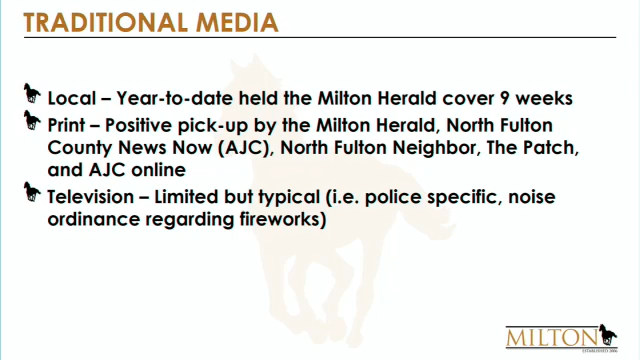 TRADITIONAL MEDIA
Local – Year-to-date held the Milton Herald cover 9 weeks
Print – Positive pick-up by the Milton Herald, North Fulton
County News Now (AJC), North Fulton Neighbor, The Patch,
and AJC online
Television – Limited but typical (i.e. police specific, noise
ordinance regarding fireworks)
MILTON
ESTABLISHED 2006